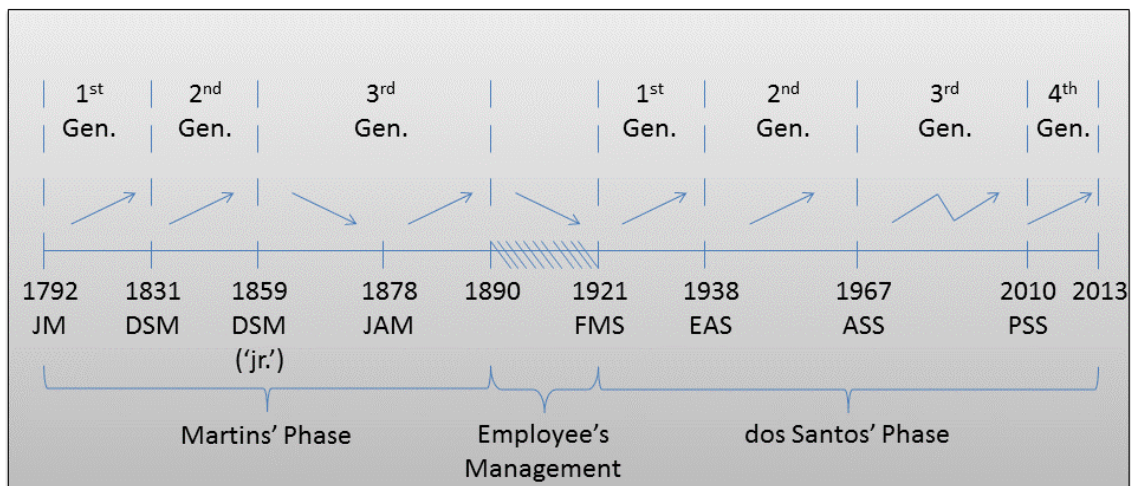 1st 2nd 3rd 1st 2nd 3rd 4th
Gen. Gen. Gen. Gen. Gen. Gen. Gen.
1792 1831 1859 1878 1890 1921 1938 1967 2010 2013
JM DSM DSM JAM FMS EAS ASS PSS
('jr.')
Martins' Phase Employee's dos Santos' Phase
Management